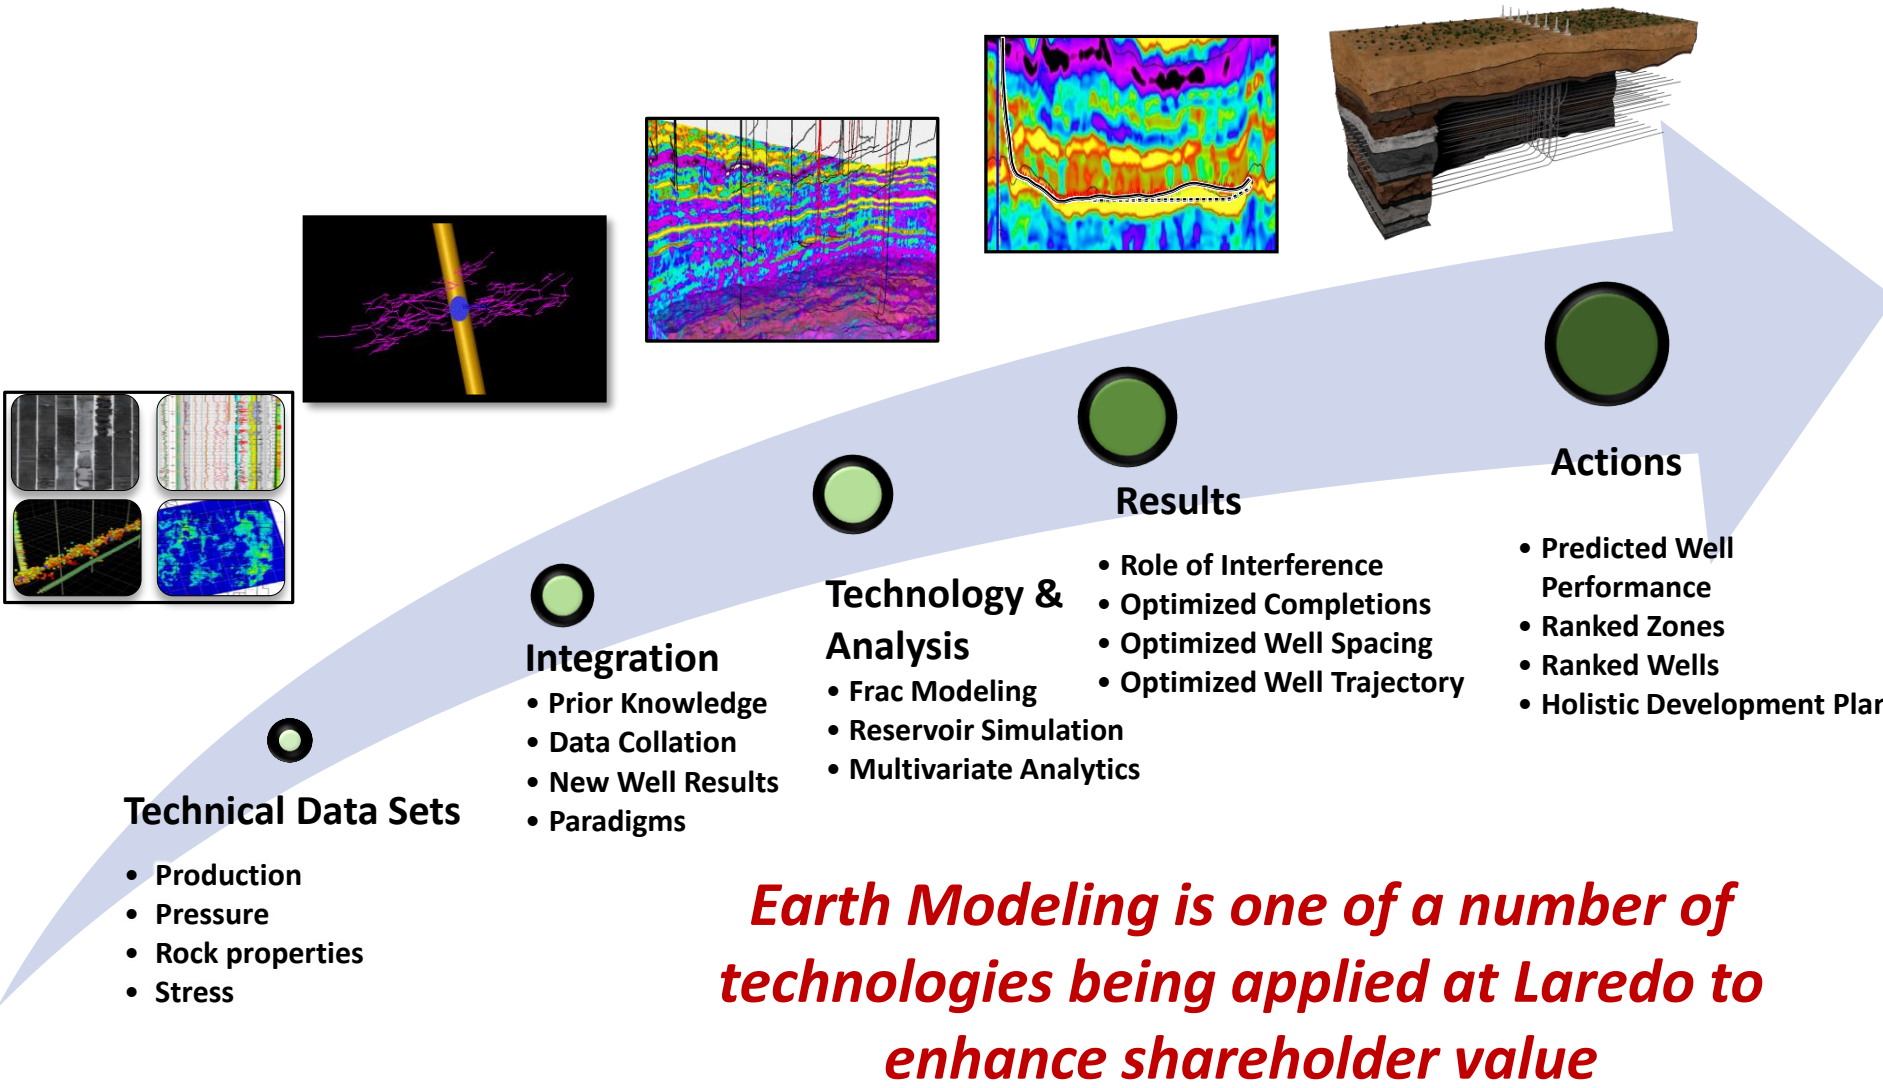 Technical Data Sets
• Production
• Pressure
• Rock properties
• Stress
Integration
• Prior Knowledge
• Data Collation
• New Well Results
• Paradigms
Technology &
Analysis
• Frac Modeling
• Reservoir Simulation
• Multivariate Analytics
Results
• Role of Interference
• Optimized Completions
• Optimized Well Spacing
• Optimized Well Trajectory
Actions
• Predicted Well
Performance
• Ranked Zones
• Ranked Wells
• Holistic Development Plan
Earth Modeling is one of a number of
technologies being applied at Laredo to
enhance shareholder value